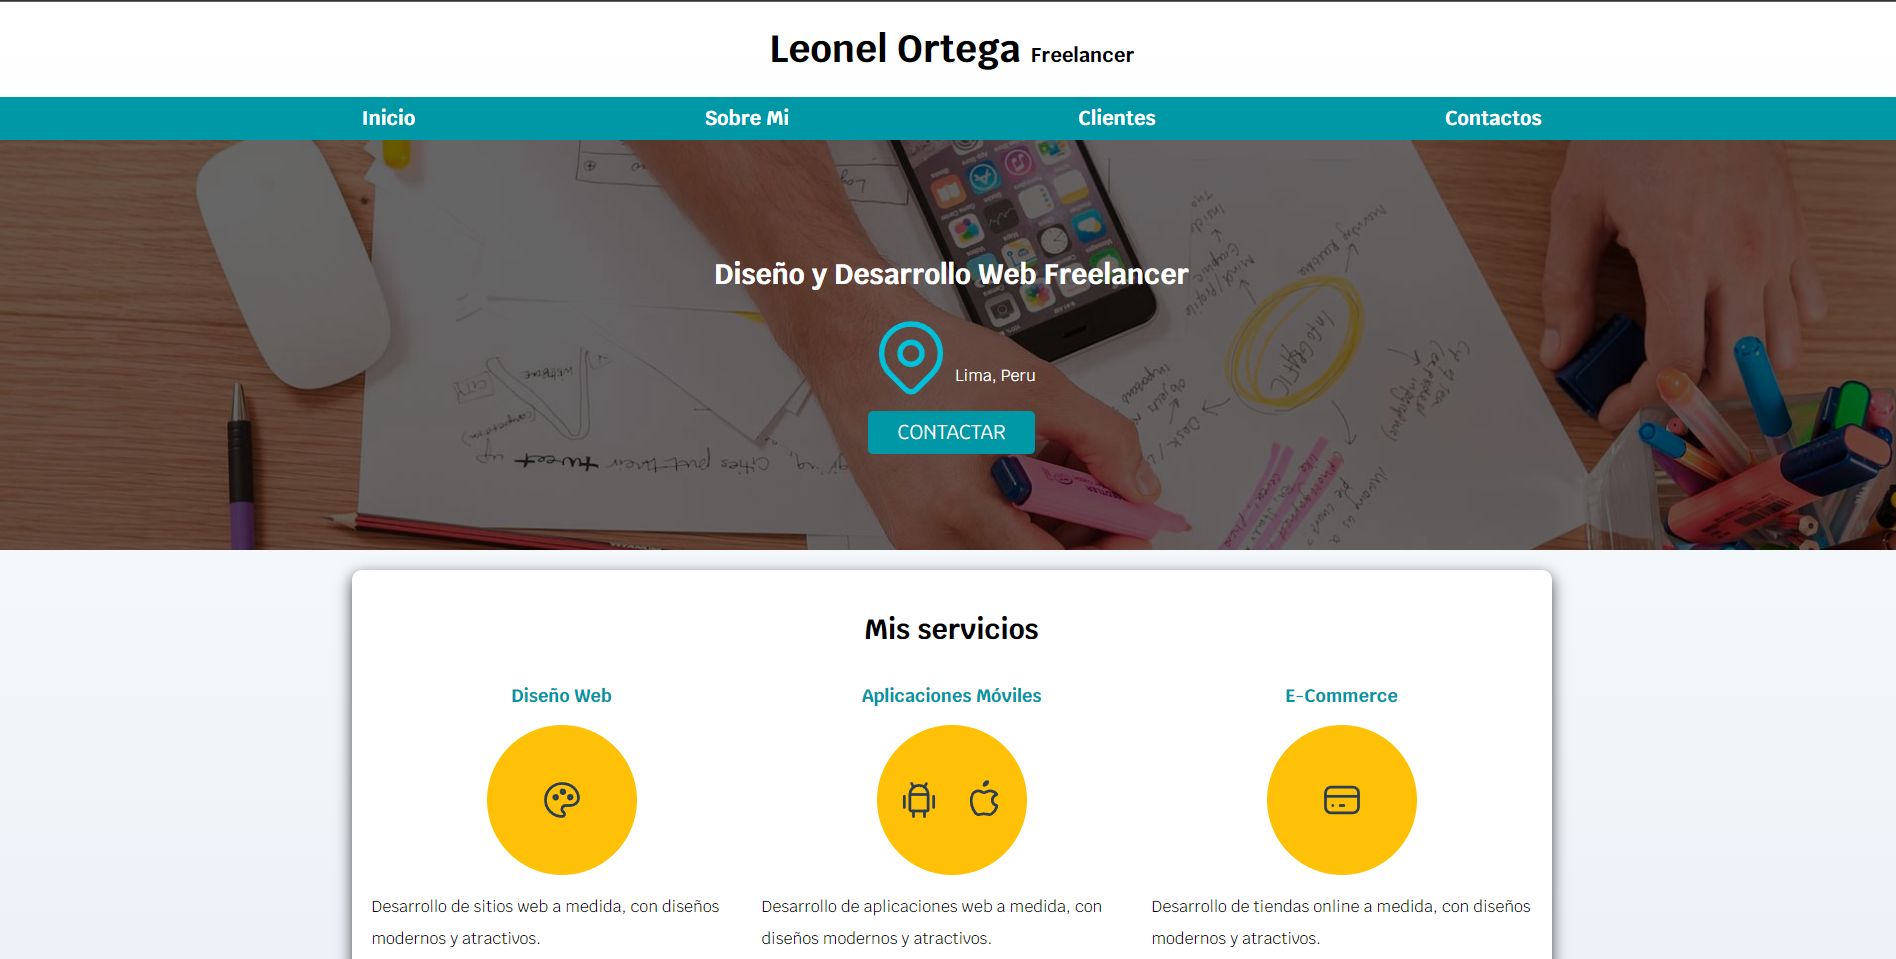 Leonel Ortega Freelancer
Inicio
Sobre Mi
Clientes
Contactos
Diseño y Desarrollo Web Freelancer
Lima, Peru
CONTACTAR
Mis servicios
Diseño Web
Aplicaciones Móviles
E-Commerce
Desarrollo de sitios web a medida, con diseños
modernos y atractivos.
Desarrollo de aplicaciones web a medida, con
diseños modernos y atractivos.
Desarrollo de tiendas online a medida, con diseños
modernos y atractivos.